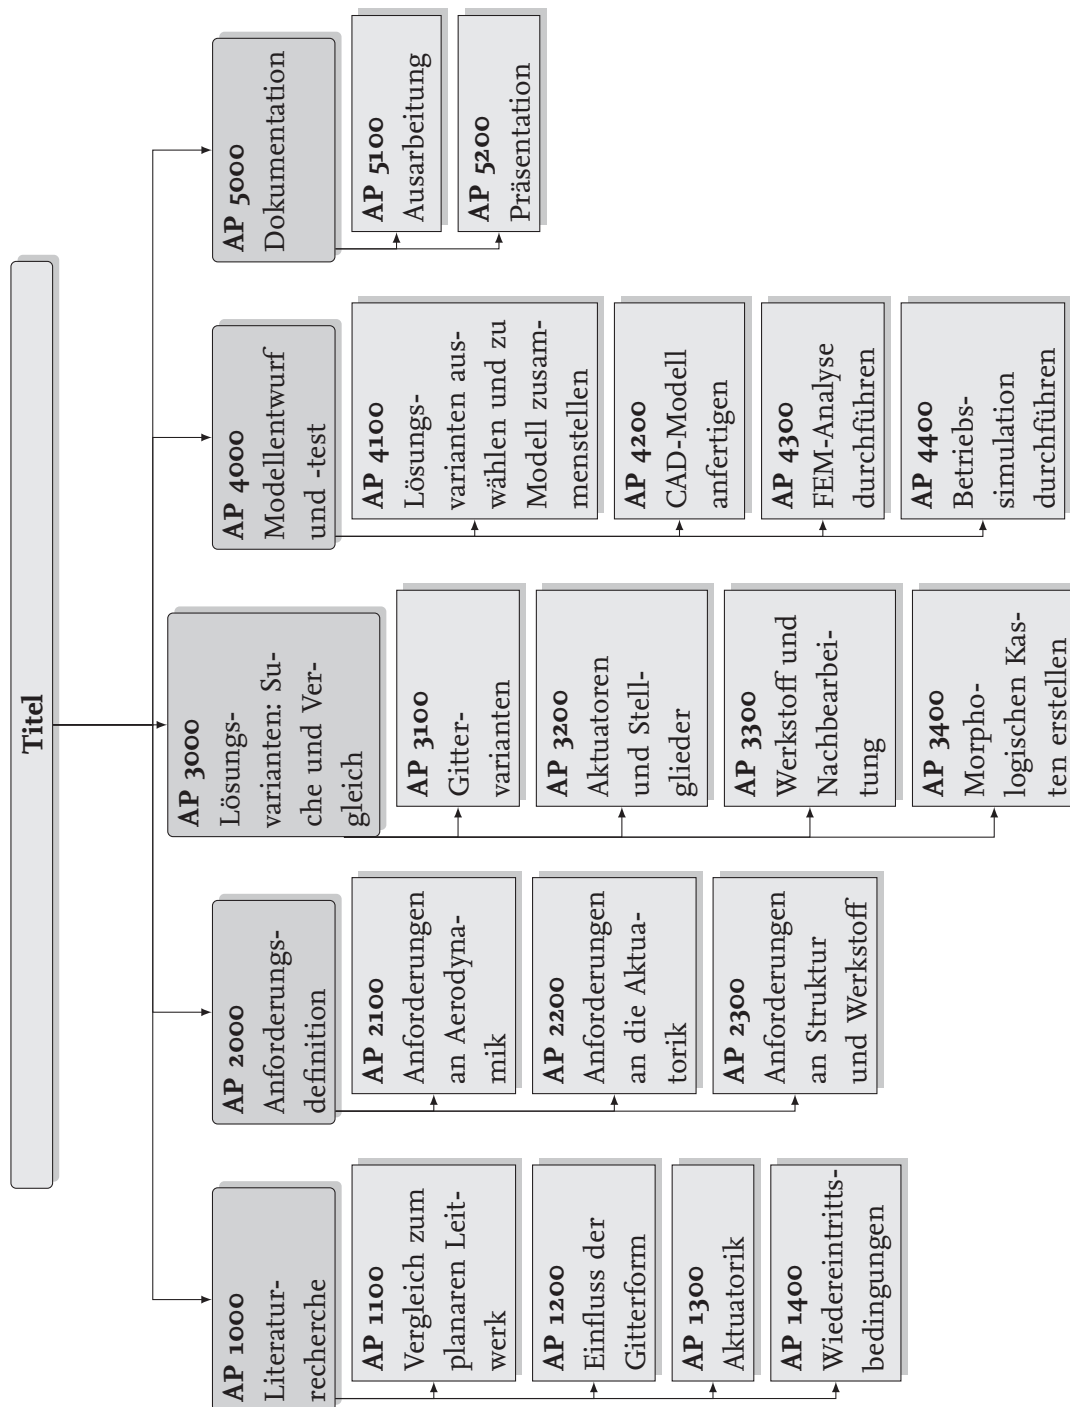 Titel
AP 1000
Literatur-
recherche
AP 1100
Vergleich zum
planaren Leit-
werk
AP 1200
Einfluss der
Gitterform
AP 1300
Aktuatorik
AP 1400
Wiedereintritts-
bedingungen
AP 2000
Anforderungs-
definition
AP 2100
Anforderungen
an Aerodyna-
mik
AP 2200
Anforderungen
an die Aktua-
torik
AP 2300
Anforderungen
an Struktur
und Werkstoff
AP 3000
Lösungs-
varianten: Su-
che und Ver-
gleich
AP 3100
Gitter-
varianten
AP 3200
Aktuatoren
und Stell-
glieder
AP 3300
Werkstoff und
Nachbearbei-
tung
AP 3400
Morpho-
logischen Kas-
ten erstellen
AP 4000
Modellentwurf
und -test
AP 4100
Lösungs-
varianten aus-
wählen und zu
Modell zusam-
menstellen
AP 4200
CAD-Modell
anfertigen
AP 4300
FEM-Analyse
durchführen
AP 4400
Betriebs-
simulation
durchführen
AP 5000
Dokumentation
AP 5100
Ausarbeitung
AP 5200
Präsentation